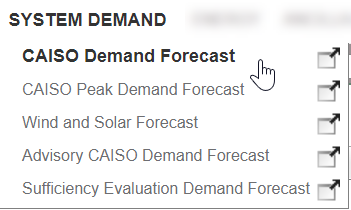 SYSTEM DEMAND
CAISO Demand Forecast
CAISO Peak Demand Forecast
Wind and Solar Forecast
Advisory CAISO Demand Forecast
Sufficiency Evaluation Demand Forecast